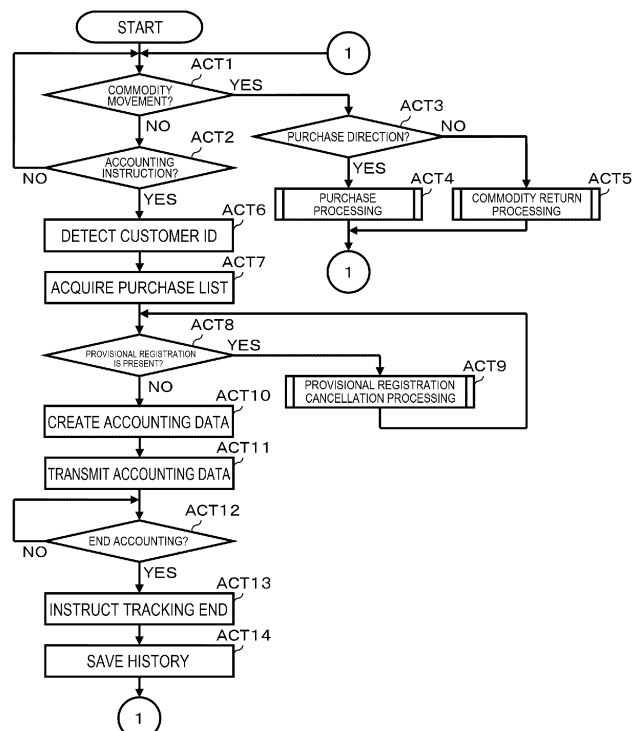 START
1
ACT1
COMMODITY
MOVEMENT?
YES
NO
ACT3
PURCHASE DIRECTION?
NO
YES
ACT2
ACCOUNTING
INSTRUCTION?
NO
YES
ACT4
PURCHASE
PROCESSING
ACT5
COMMODITY RETURN
PROCESSING
1
ACT6
DETECT CUSTOMER ID
ACT7
ACQUIRE PURCHASE LIST
ACT8
PROVISIONAL REGISTRATION
IS PRESENT?
YES
NO
ACT9
PROVISIONAL REGISTRATION
CANCELLATION PROCESSING
ACT10
CREATE ACCOUNTING DATA
ACT11
TRANSMIT ACCOUNTING DATA
ACT12
END ACCOUNTING?
NO
YES
ACT13
INSTRUCT TRACKING END
ACT14
SAVE HISTORY
1